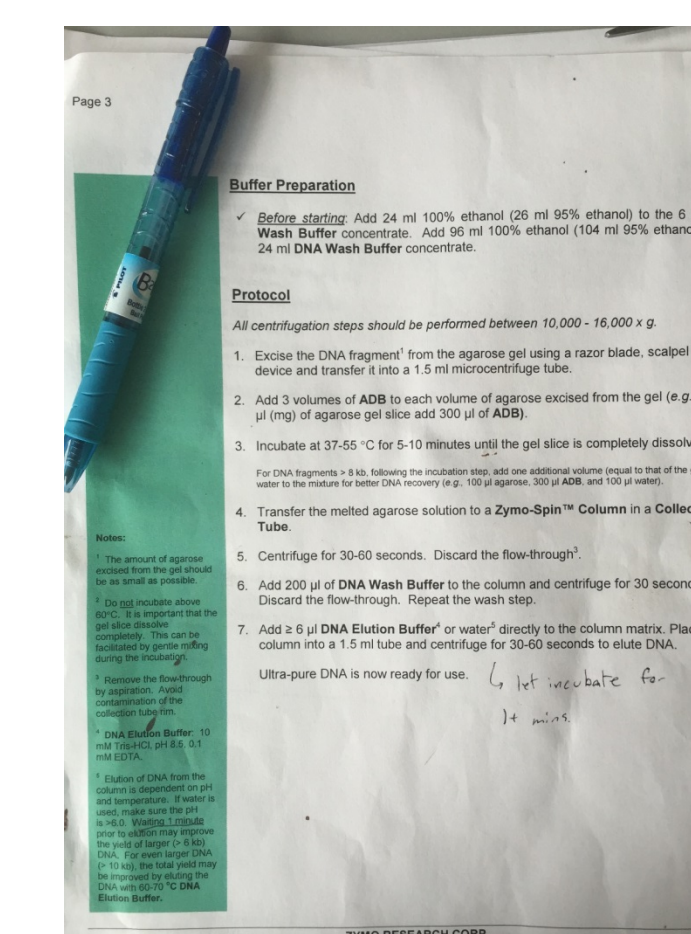 Page 3
PILOT
Buffer Preparation
✓ Before starting: Add 24 ml 100% ethanol (26 ml 95% ethanol) to the 6
Wash Buffer concentrate. Add 96 ml 100% ethanol (104 ml 95% ethano
24 ml DNA Wash Buffer concentrate.
Protocol
All centrifugation steps should be performed between 10,000 - 16,000 x g.
1. Excise the DNA fragment¹ from the agarose gel using a razor blade, scalpel
device and transfer it into a 1.5 ml microcentrifuge tube.
2. Add 3 volumes of ADB to each volume of agarose excised from the gel (e.g.
µl (mg) of agarose gel slice add 300 µl of ADB).
3. Incubate at 37-55 °C for 5-10 minutes until the gel slice is completely dissolv
For DNA fragments > 8 kb, following the incubation step, add one additional volume (equal to that of the
water to the mixture for better DNA recovery (e.g., 100 µl agarose, 300 µl ADB, and 100 µl water).
4. Transfer the melted agarose solution to a Zymo-Spin™ Column in a Collec
Tube.
5. Centrifuge for 30-60 seconds. Discard the flow-through³.
6. Add 200 µl of DNA Wash Buffer to the column and centrifuge for 30 second
Discard the flow-through. Repeat the wash step.
7. Add ≥ 6 µl DNA Elution Buffer⁴ or water⁵ directly to the column matrix. Plac
column into a 1.5 ml tube and centrifuge for 30-60 seconds to elute DNA.
Ultra-pure DNA is now ready for use.
↳ let incubate for
1+ mins.
Notes:
¹ The amount of agarose
excised from the gel should
be as small as possible.
² Do not incubate above
60°C. It is important that the
gel slice dissolve
completely. This can be
facilitated by gentle mixing
during the incubation.
³ Remove the flow-through
by aspiration. Avoid
contamination of the
collection tube rim.
⁴ DNA Elution Buffer: 10
mM Tris-HCl, pH 8.5, 0.1
mM EDTA.
⁵ Elution of DNA from the
column is dependent on pH
and temperature. If water is
used, make sure the pH
is >6.0. Waiting 1 minute
prior to elution may improve
the yield of larger (> 6 kb)
DNA. For even larger DNA
(> 10 kb), the total yield may
be improved by eluting the
DNA with 60-70 °C DNA
Elution Buffer.
ZYMO RESEARCH CORP.